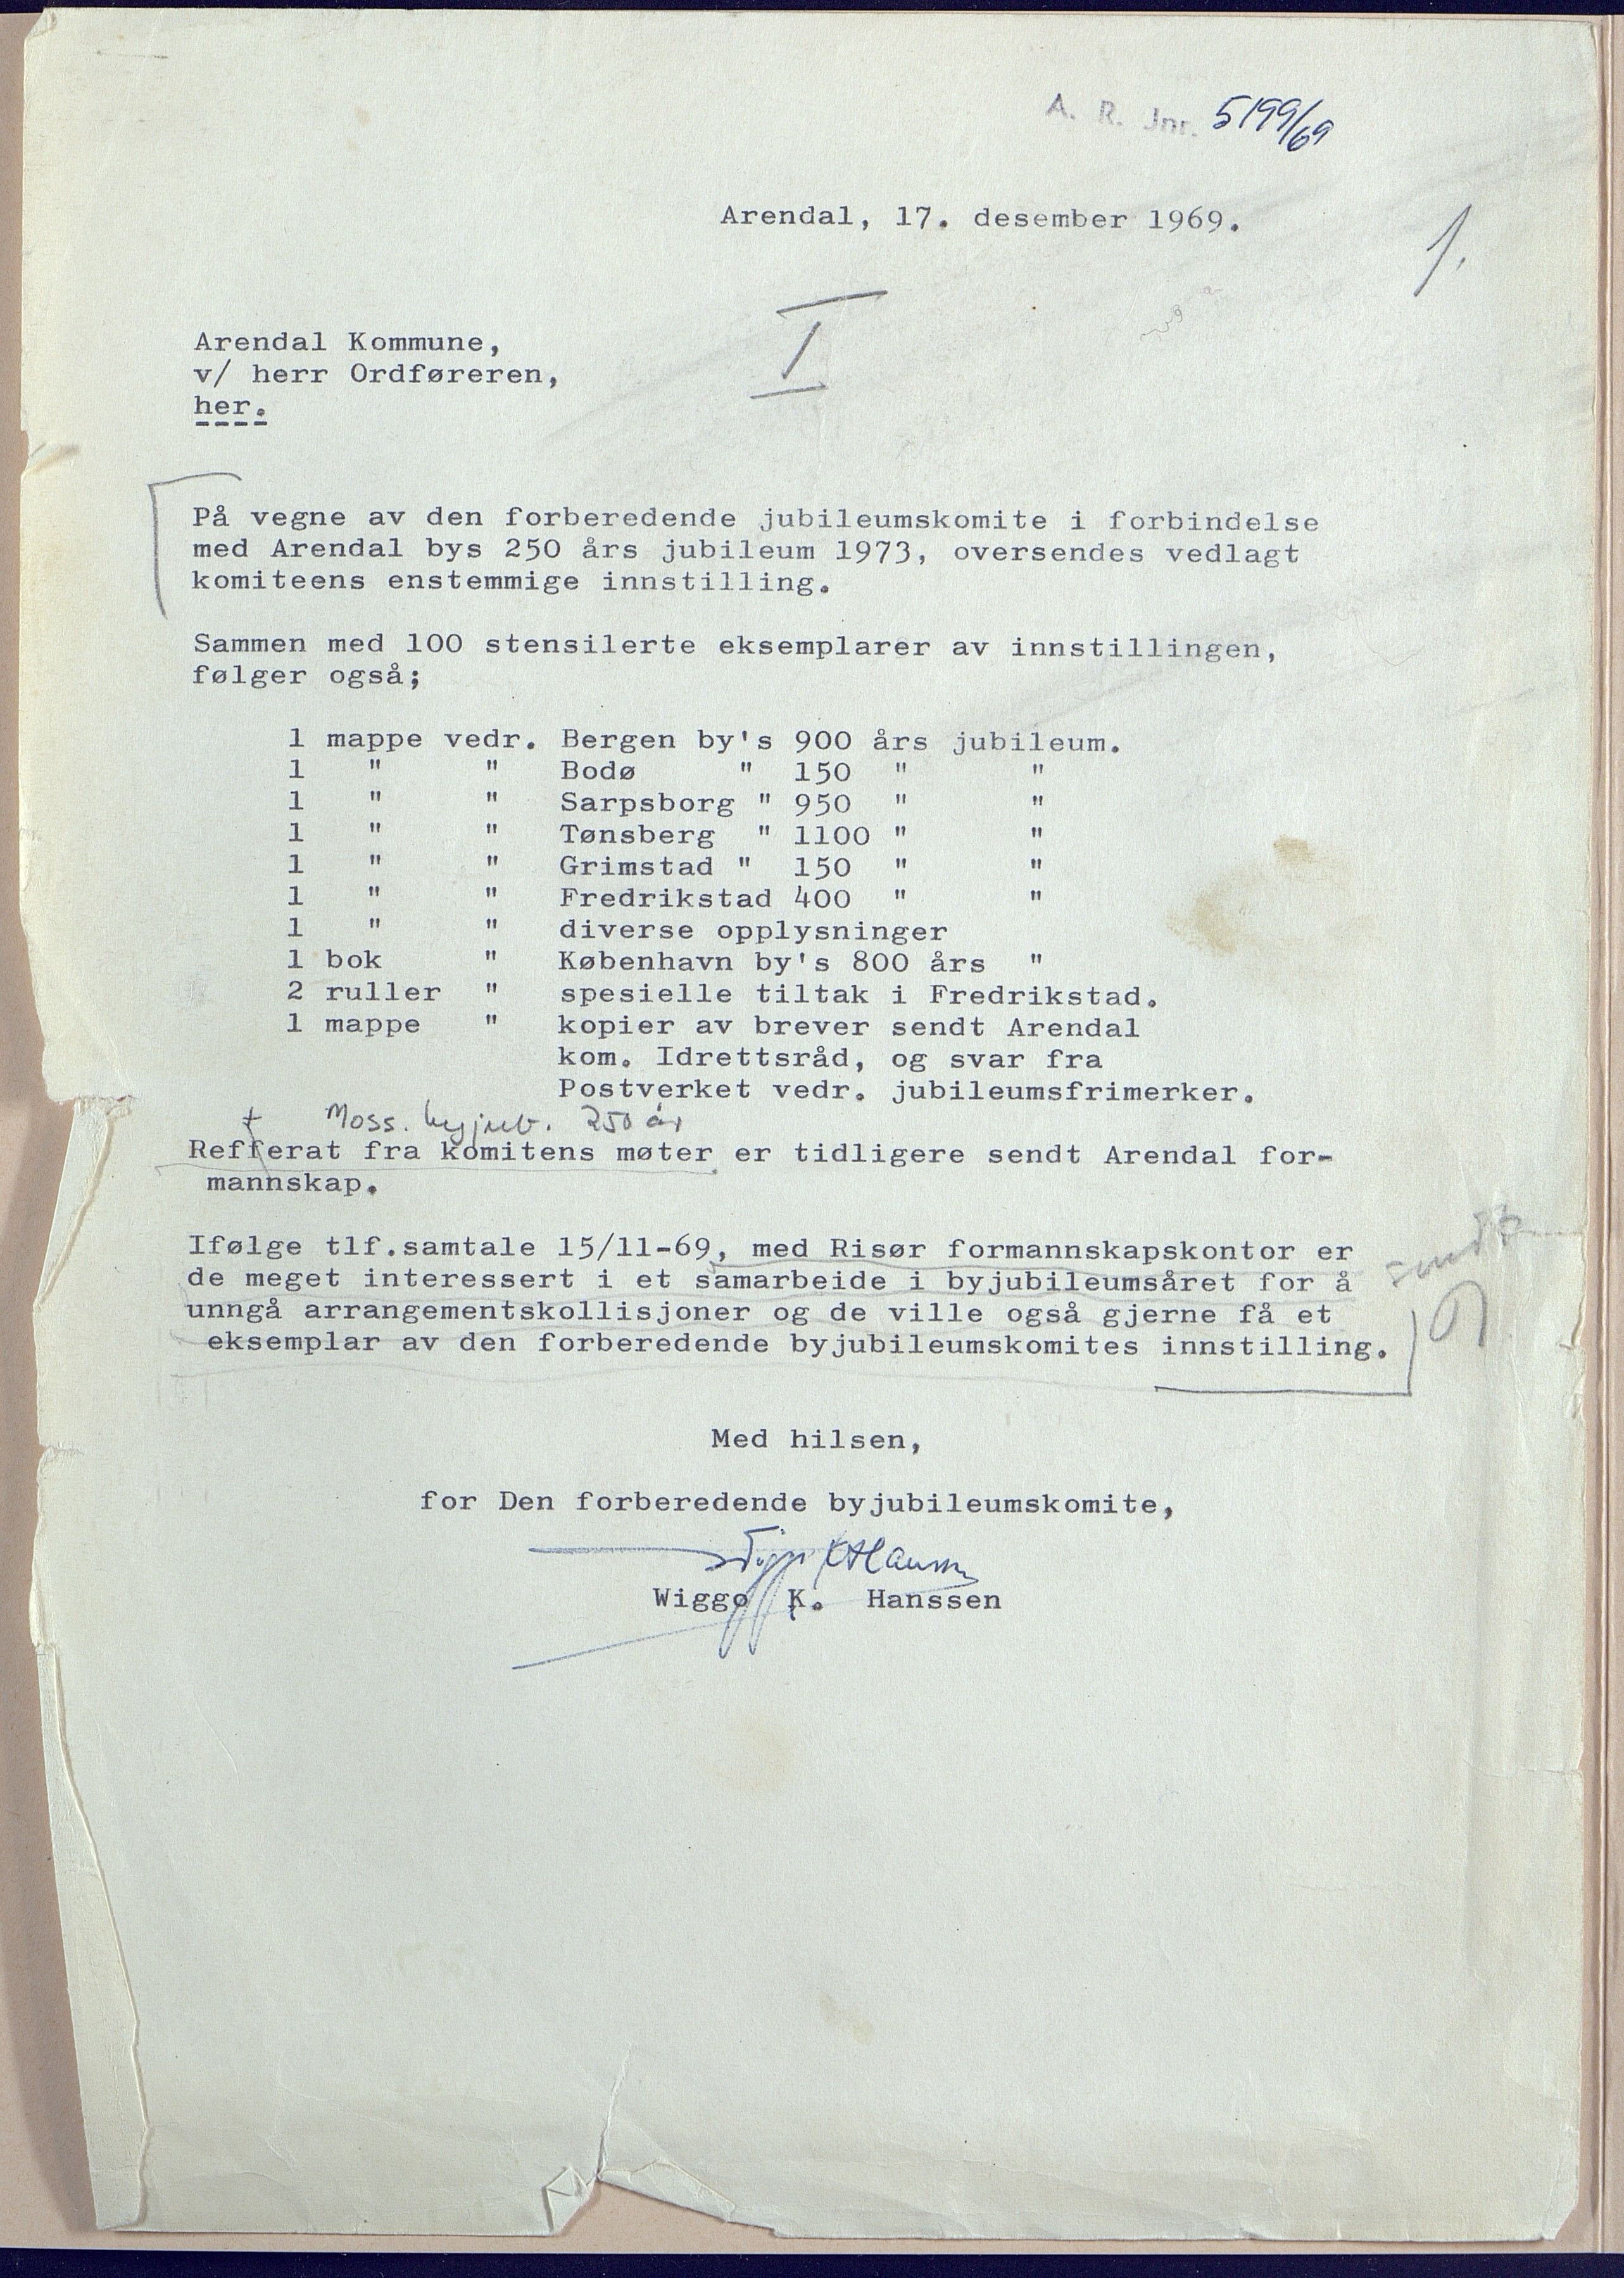 A. R. Jnr. 5199/69
Arendal, 17. desember 1969.
1.
I
Arendal Kommune,
v/ herr Ordføreren,
her.
På vegne av den forberedende jubileumskomite i forbindelse
med Arendal bys 250 års jubileum 1973, oversendes vedlagt
komiteens enstemmige innstilling.
Sammen med 100 stensilerte eksemplarer av innstillingen,
følger også;
1 mappe vedr. Bergen by's 900 års jubileum.
1 " " Bodø " 150 " "
1 " " Sarpsborg " 950 " "
1 " " Tønsberg " 1100 " "
1 " " Grimstad " 150 " "
1 " " Fredrikstad 400 " "
1 " " diverse opplysninger
1 bok " København by's 800 års "
2 ruller " spesielle tiltak i Fredrikstad.
1 mappe " kopier av brever sendt Arendal
kom. Idrettsråd, og svar fra
Postverket vedr. jubileumsfrimerker.
+ Moss. byjub. 250 år
Refferat fra komitens møter er tidligere sendt Arendal for-
mannskap.
Ifølge tlf.samtale 15/11-69, med Risør formannskapskontor er
de meget interessert i et samarbeide i byjubileumsåret for å
unngå arrangementskollisjoner og de ville også gjerne få et
eksemplar av den forberedende byjubileumskomites innstilling.
sendt
Med hilsen,
for Den forberedende byjubileumskomite,
Wiggo K. Hanssen